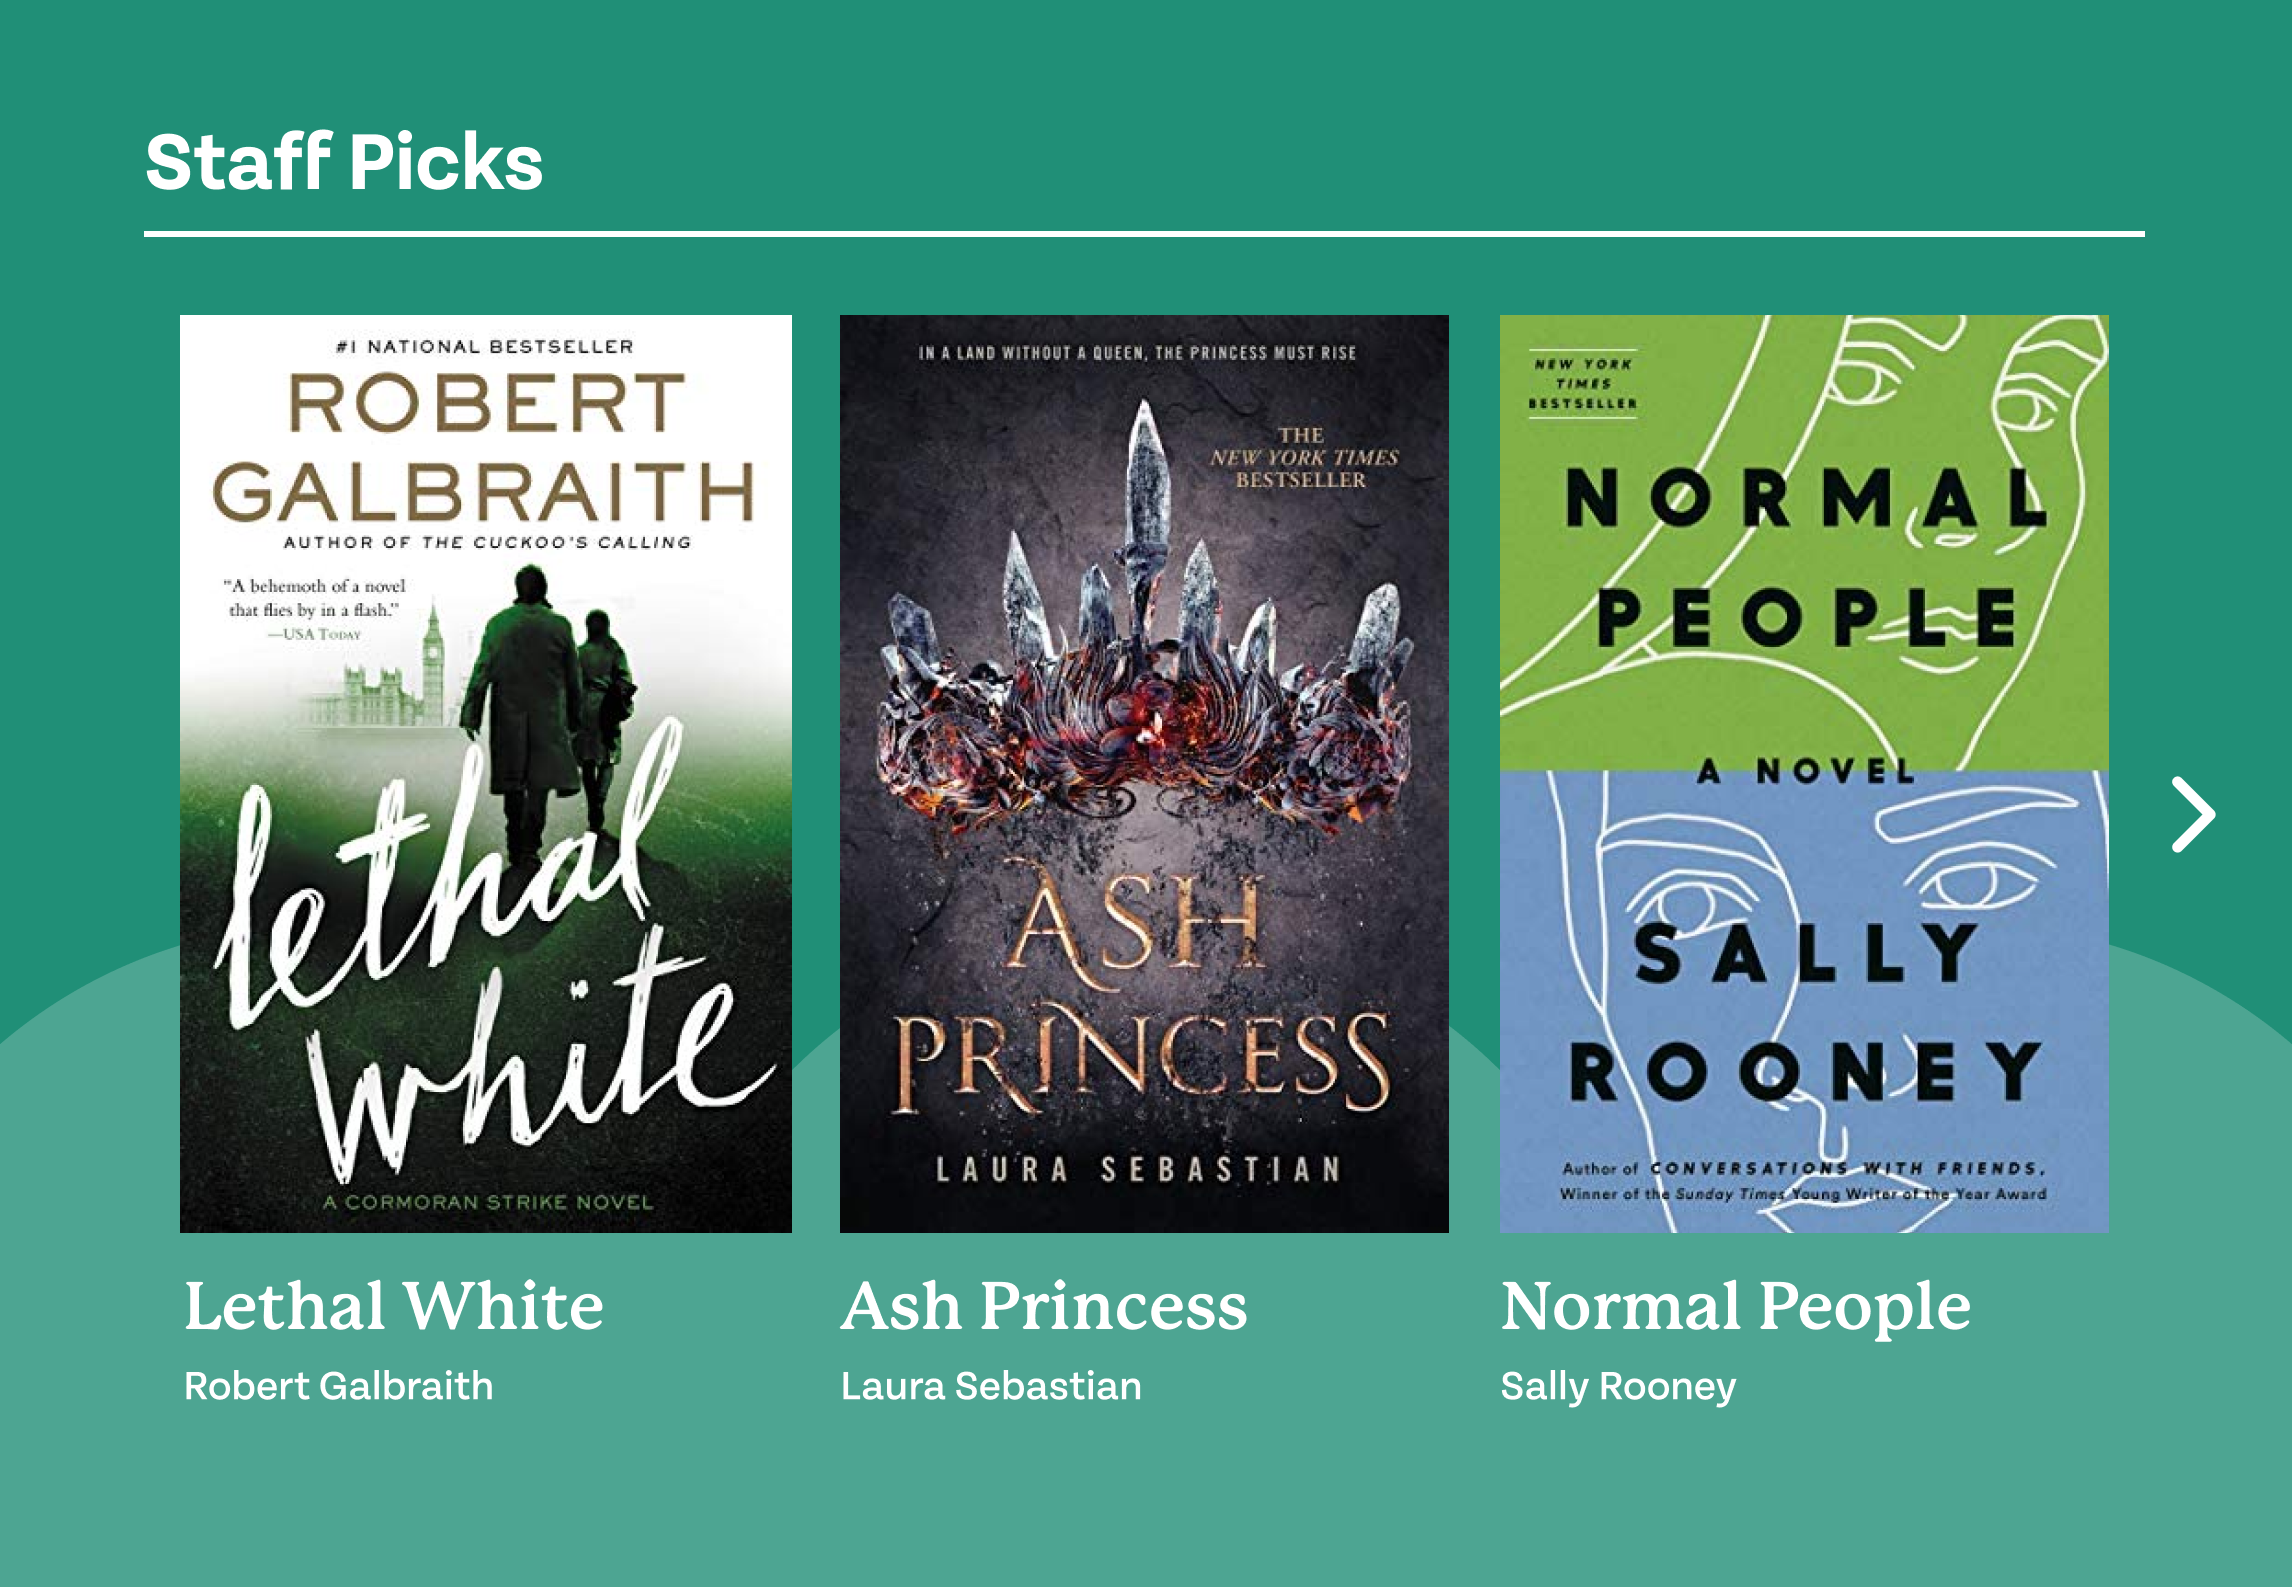 Staff Picks
#1 NATIONAL BESTSELLER
ROBERT
GALBRAITH
AUTHOR OF THE CUCKOO'S CALLING
"A behemoth of a novel
that flies by in a flash."
—USA TODAY
lethal
white
A CORMORAN STRIKE NOVEL
IN A LAND WITHOUT A QUEEN, THE PRINCESS MUST RISE
THE
NEW YORK TIMES
BESTSELLER
ASH
PRINCESS
LAURA SEBASTIAN
NEW YORK
TIMES
BESTSELLER
NORMAL
PEOPLE
A NOVEL
SALLY
ROONEY
Author of CONVERSATIONS WITH FRIENDS,
Winner of the Sunday Times Young Writer of the Year Award
Lethal White
Robert Galbraith
Ash Princess
Laura Sebastian
Normal People
Sally Rooney